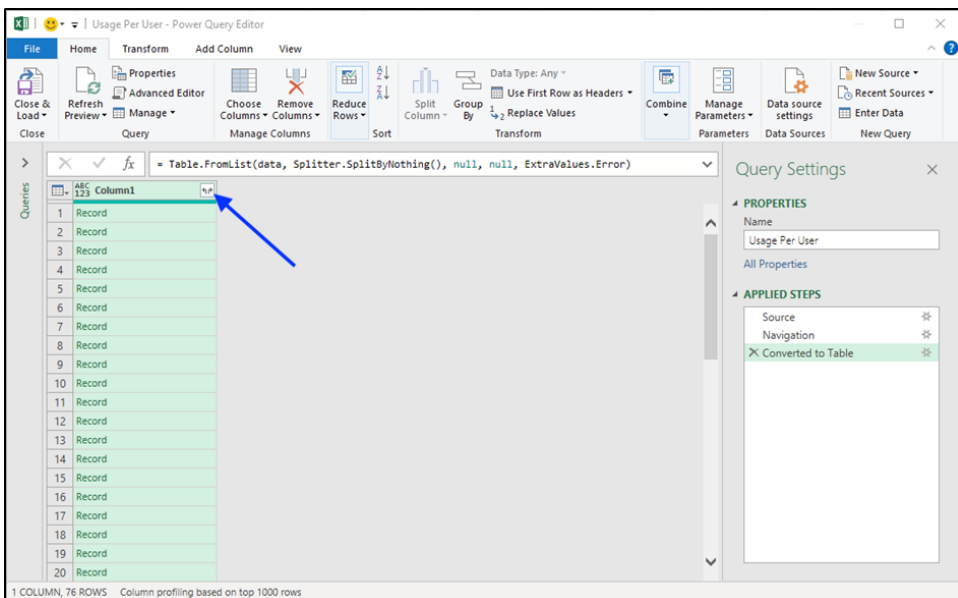 Usage Per User - Power Query Editor
File Home Transform Add Column View
Close & Load
Close
Refresh Preview
Properties
Advanced Editor
Manage
Query
Choose Columns
Remove Columns
Manage Columns
Reduce Rows
Sort
Split Column
Group By
Data Type: Any
Use First Row as Headers
Replace Values
Transform
Combine
Manage Parameters
Parameters
Data source settings
Data Sources
New Source
Recent Sources
Enter Data
New Query
Queries
fx = Table.FromList(data, Splitter.SplitByNothing(), null, null, ExtraValues.Error)
ABC 123 Column1
1 Record
2 Record
3 Record
4 Record
5 Record
6 Record
7 Record
8 Record
9 Record
10 Record
11 Record
12 Record
13 Record
14 Record
15 Record
16 Record
17 Record
18 Record
19 Record
20 Record
Query Settings
PROPERTIES
Name
Usage Per User
All Properties
APPLIED STEPS
Source
Navigation
Converted to Table
1 COLUMN, 76 ROWS Column profiling based on top 1000 rows